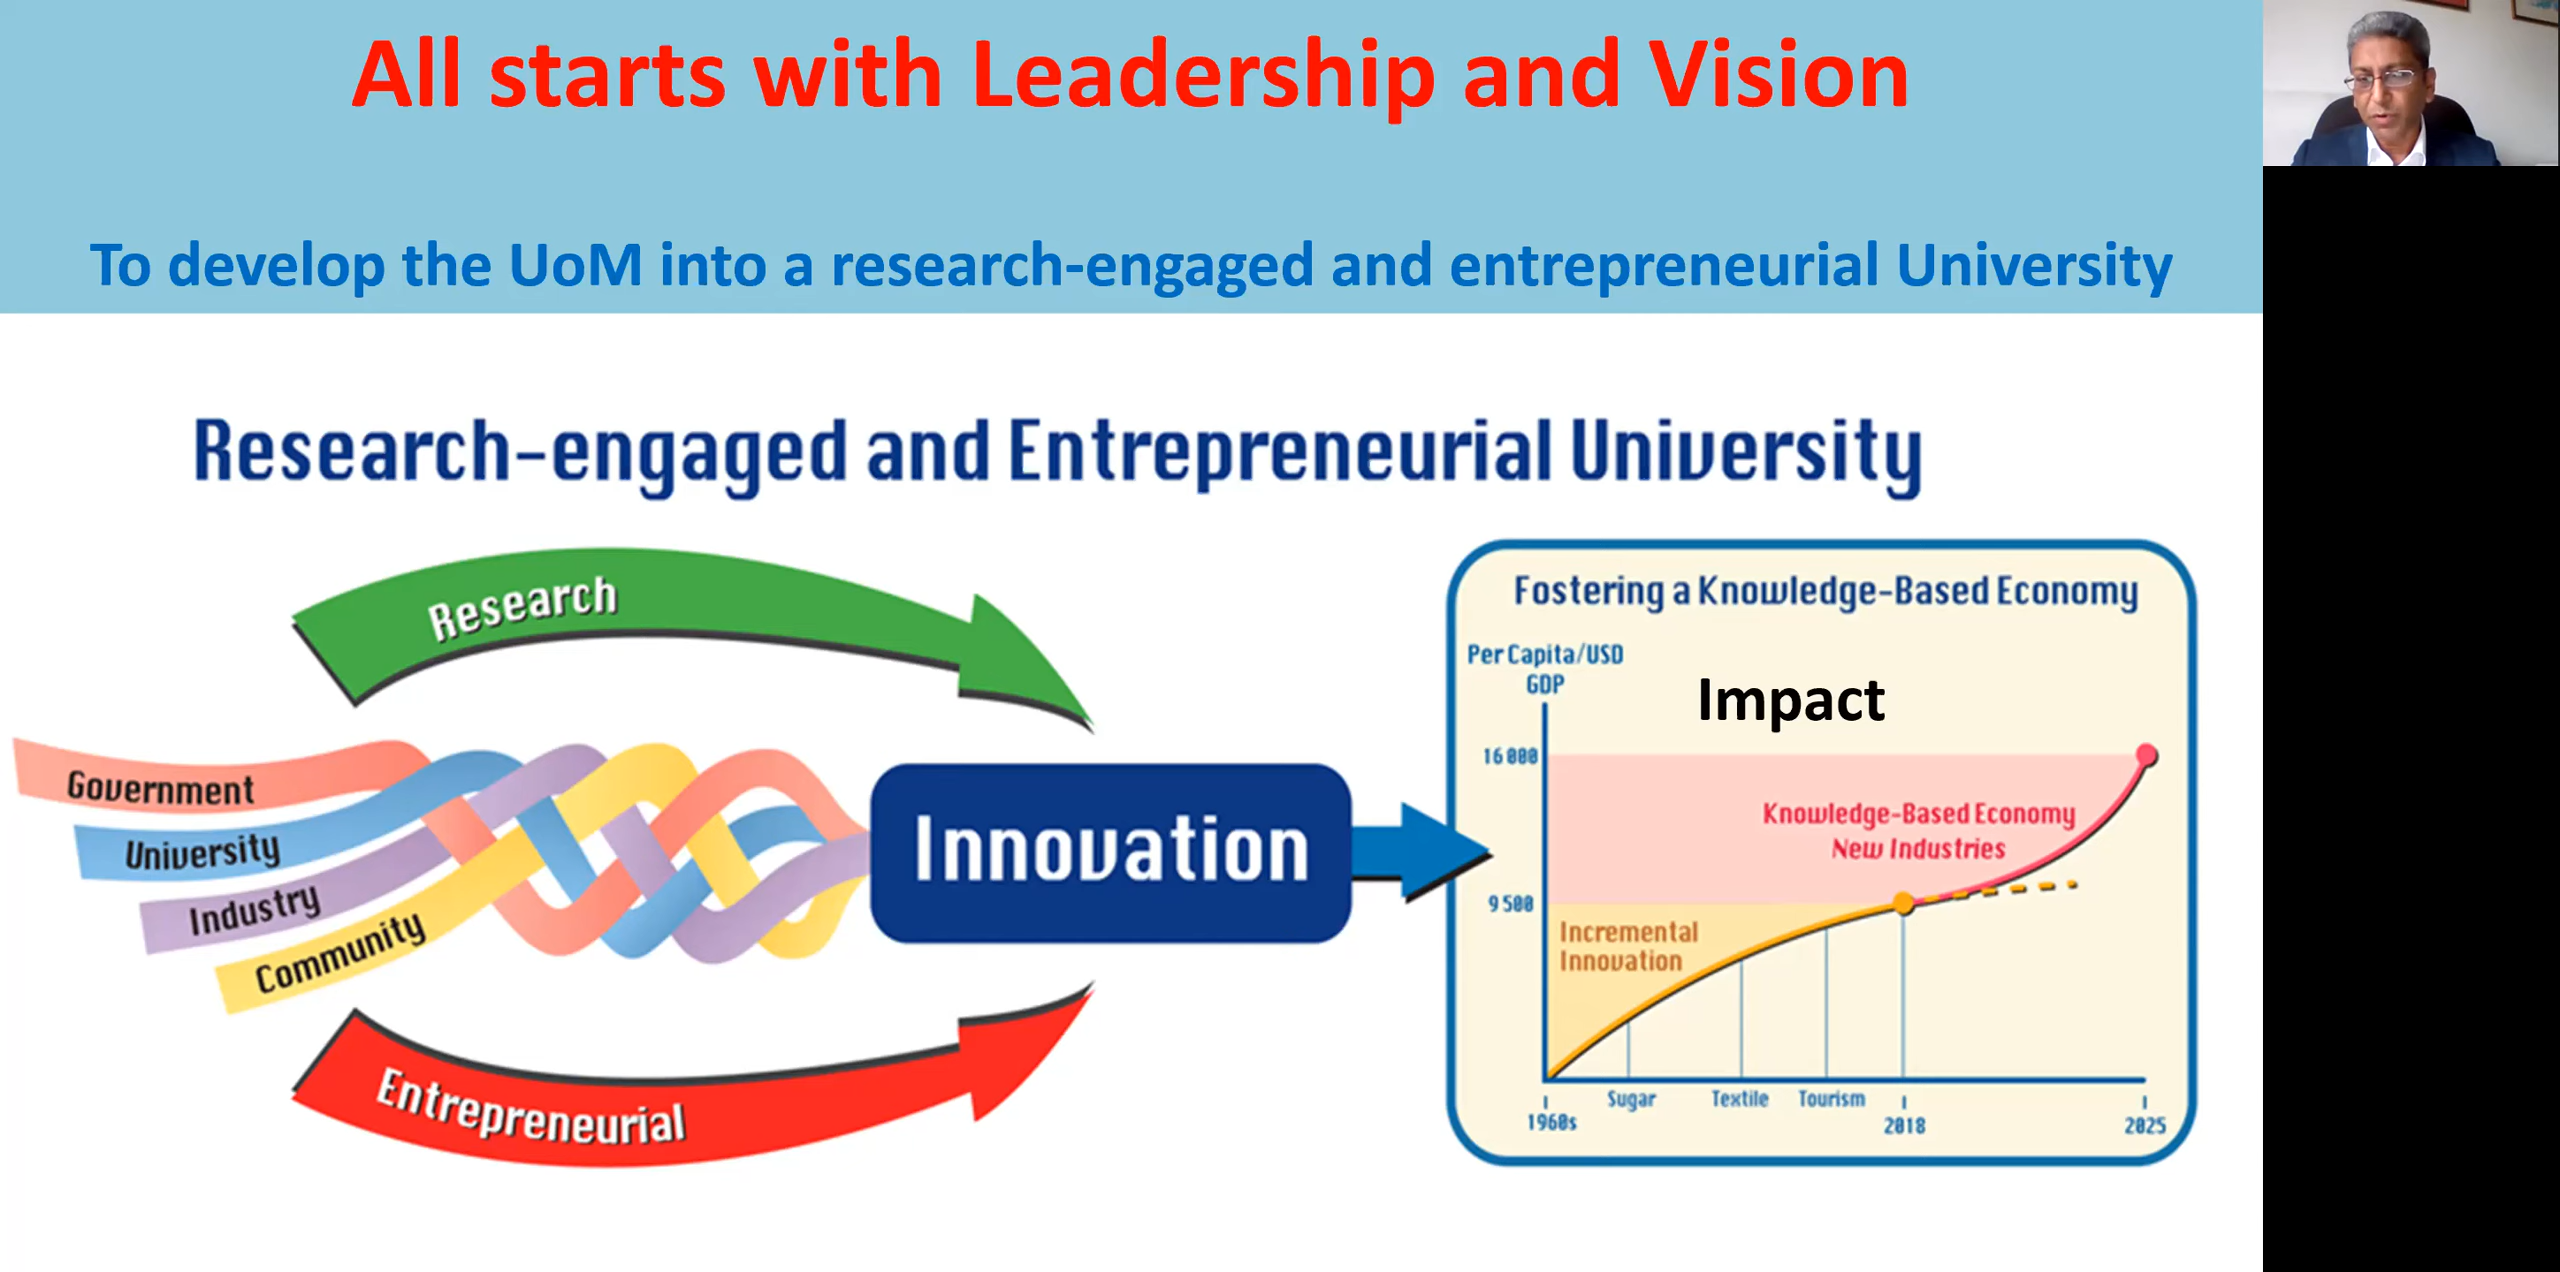 All starts with Leadership and Vision
To develop the UoM into a research-engaged and entrepreneurial University
Research-engaged and Entrepreneurial University
Research
Government
University
Industry
Community
Entrepreneurial
Innovation
Fostering a Knowledge-Based Economy
Per Capita/USD
GDP
Impact
16 000
Knowledge-Based Economy
New Industries
9 500
Incremental
Innovation
Sugar
Textile
Tourism
1960s
2018
2025